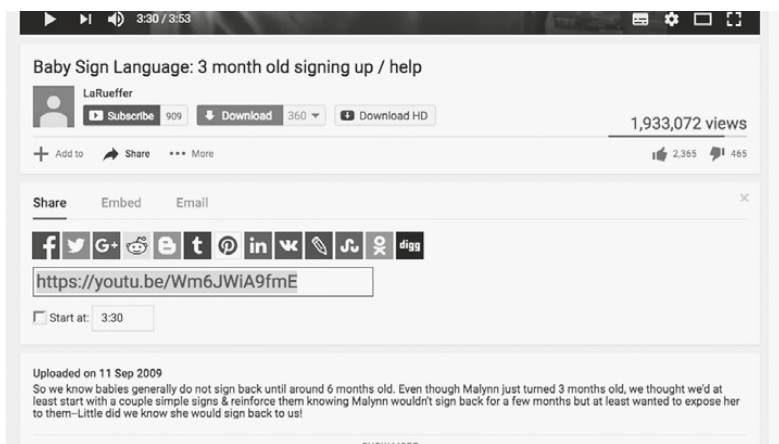 3:30 / 3:53
Baby Sign Language: 3 month old signing up / help
LaRueffer
Subscribe 909 Download 360 Download HD
1,933,072 views
Add to Share More 2,365 465
Share Embed Email
f G+ B t in digg
https://youtu.be/Wm6JWiA9fmE
Start at: 3:30
Uploaded on 11 Sep 2009
So we know babies generally do not sign back until around 6 months old. Even though Malynn just turned 3 months old, we thought we'd at
least start with a couple simple signs & reinforce them knowing Malynn wouldn't sign back for a few months but at least wanted to expose her
to them–Little did we know she would sign back to us!